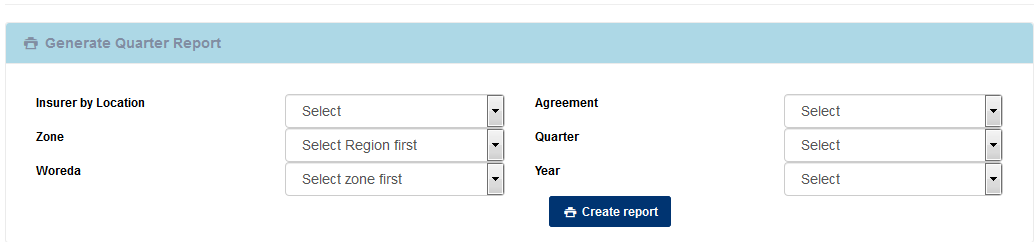 Generate Quarter Report
Insurer by Location Select Agreement Select
Zone Select Region first Quarter Select
Woreda Select zone first Year Select
Create report